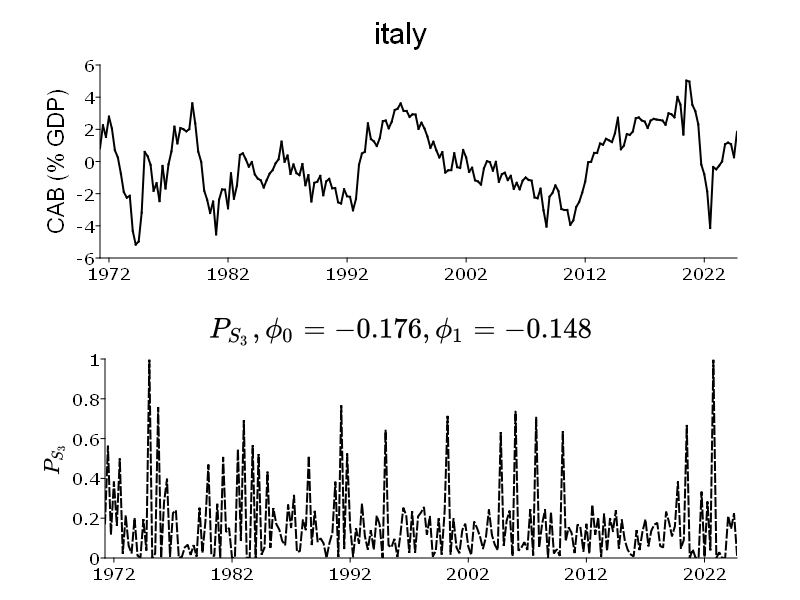 italy
CAB (% GDP)
6
4
2
0
-2
-4
-6
1972 1982 1992 2002 2012 2022
P_{S_3}, ϕ_0 = −0.176, ϕ_1 = −0.148
P_{S_3}
1
0.8
0.6
0.4
0.2
0
1972 1982 1992 2002 2012 2022